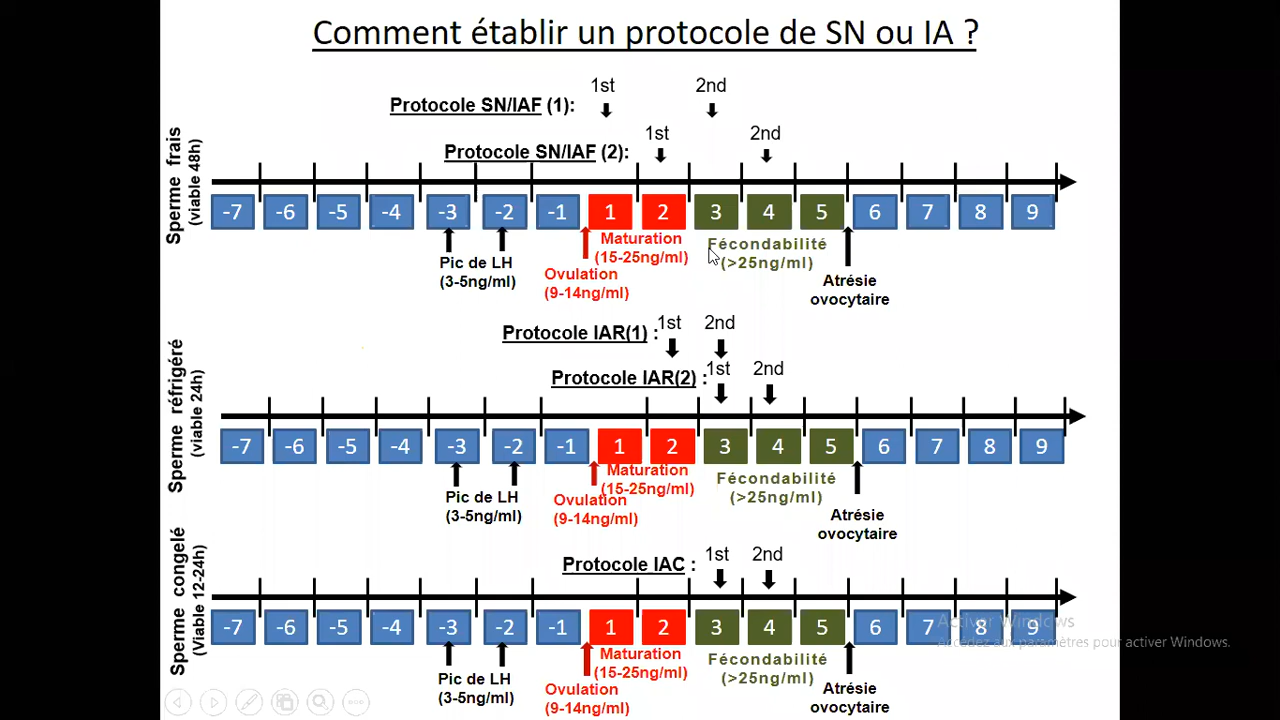 Comment établir un protocole de SN ou IA ?
1st 2nd
Protocole SN/IAF (1):
1st 2nd
Protocole SN/IAF (2):
Sperme frais
(viable 48h)
-7 -6 -5 -4 -3 -2 -1 1 2 3 4 5 6 7 8 9
Pic de LH
(3-5ng/ml)
Ovulation
(9-14ng/ml)
Maturation
(15-25ng/ml)
Fécondabilité
(>25ng/ml)
Atrésie
ovocytaire
1st 2nd
Protocole IAR(1) :
1st 2nd
Protocole IAR(2) :
Sperme réfrigéré
(viable 24h)
-7 -6 -5 -4 -3 -2 -1 1 2 3 4 5 6 7 8 9
Pic de LH
(3-5ng/ml)
Ovulation
(9-14ng/ml)
Maturation
(15-25ng/ml)
Fécondabilité
(>25ng/ml)
Atrésie
ovocytaire
1st 2nd
Protocole IAC :
Sperme congelé
(Viable 12-24h)
-7 -6 -5 -4 -3 -2 -1 1 2 3 4 5 6 7 8 9
Pic de LH
(3-5ng/ml)
Ovulation
(9-14ng/ml)
Maturation
(15-25ng/ml)
Fécondabilité
(>25ng/ml)
Atrésie
ovocytaire
Activer Windows
Accédez aux paramètres pour activer Windows.